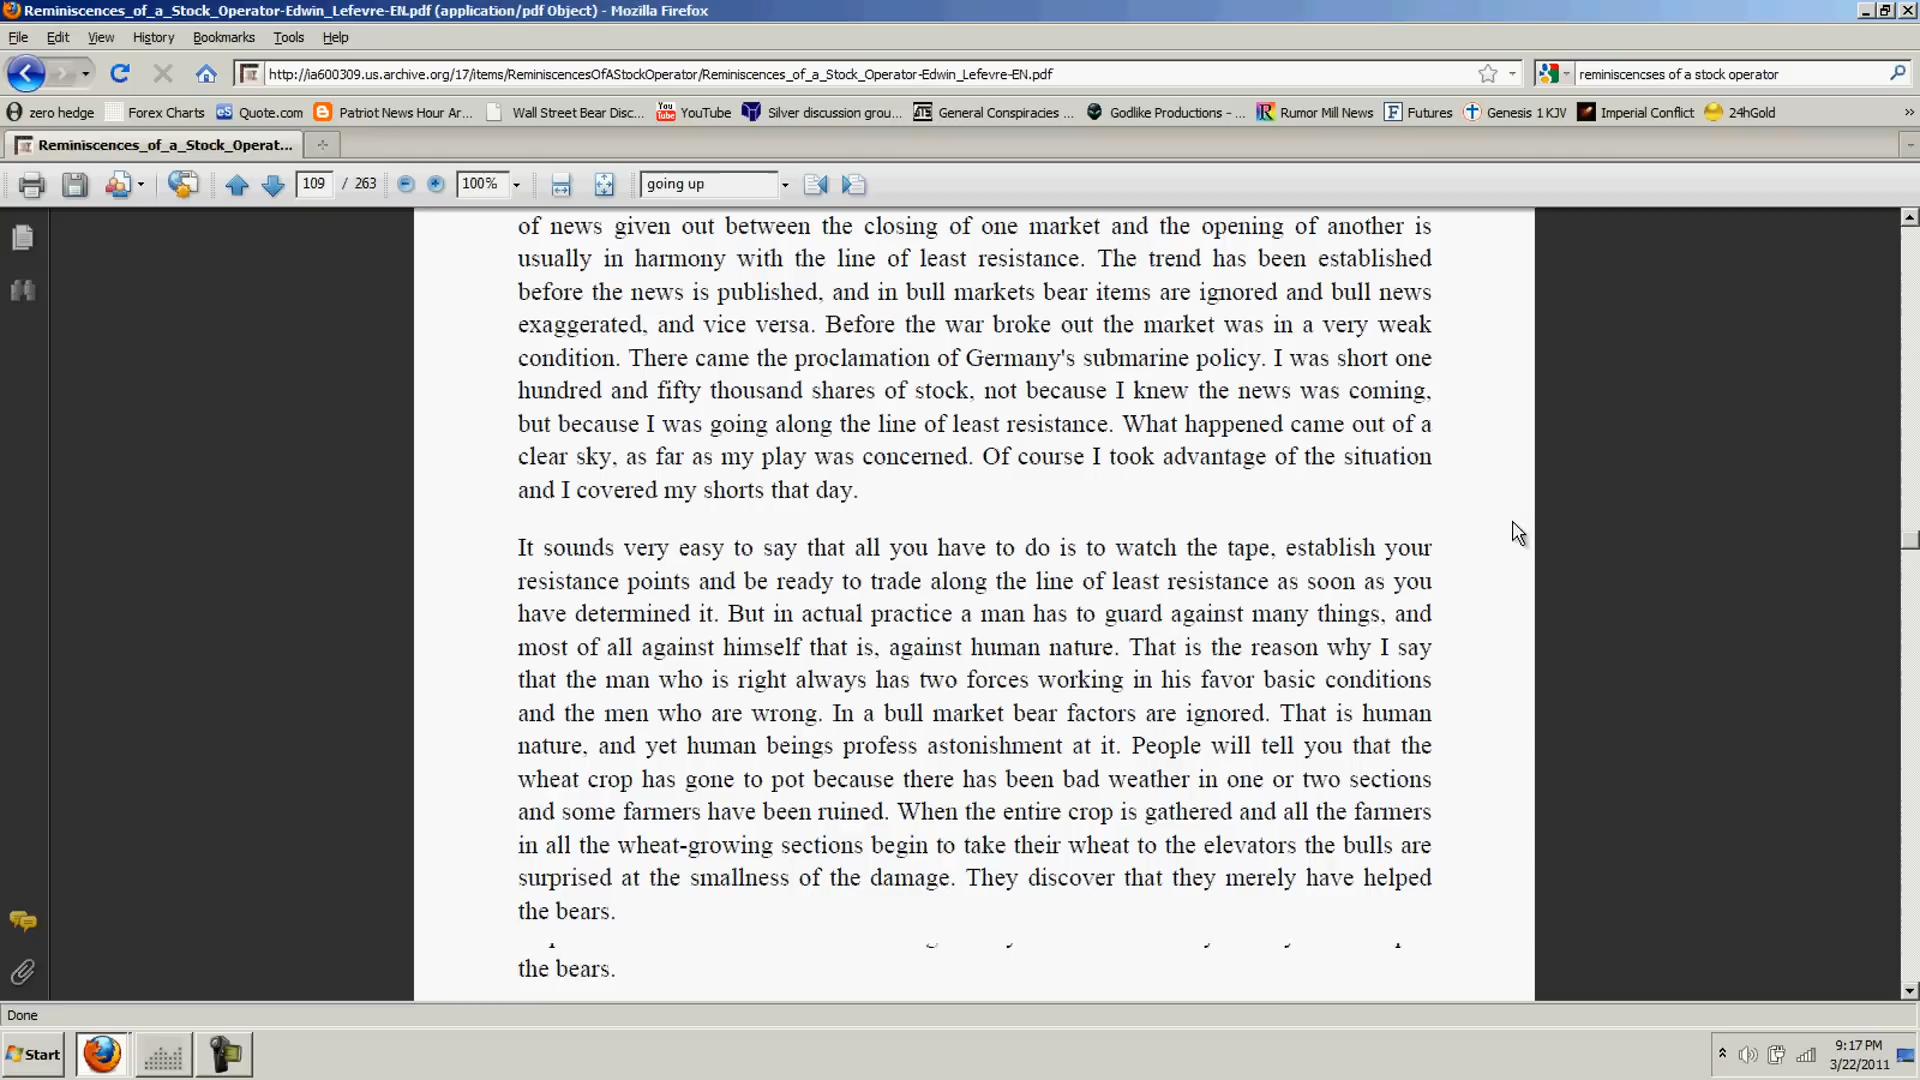 Reminiscences_of_a_Stock_Operator-Edwin_Lefevre-EN.pdf (application/pdf Object) - Mozilla Firefox
File Edit View History Bookmarks Tools Help
http://ia600309.us.archive.org/17/items/ReminiscencesOfAStockOperator/Reminiscences_of_a_Stock_Operator-Edwin_Lefevre-EN.pdf reminiscencses of a stock operator
zero hedge Forex Charts Quote.com Patriot News Hour Ar... Wall Street Bear Disc... YouTube Silver discussion grou... General Conspiracies ... Godlike Productions - ... Rumor Mill News Futures Genesis 1 KJV Imperial Conflict 24hGold »
Reminiscences_of_a_Stock_Operat...
109 / 263 100% going up
of news given out between the closing of one market and the opening of another is
usually in harmony with the line of least resistance. The trend has been established
before the news is published, and in bull markets bear items are ignored and bull news
exaggerated, and vice versa. Before the war broke out the market was in a very weak
condition. There came the proclamation of Germany's submarine policy. I was short one
hundred and fifty thousand shares of stock, not because I knew the news was coming,
but because I was going along the line of least resistance. What happened came out of a
clear sky, as far as my play was concerned. Of course I took advantage of the situation
and I covered my shorts that day.
It sounds very easy to say that all you have to do is to watch the tape, establish your
resistance points and be ready to trade along the line of least resistance as soon as you
have determined it. But in actual practice a man has to guard against many things, and
most of all against himself that is, against human nature. That is the reason why I say
that the man who is right always has two forces working in his favor basic conditions
and the men who are wrong. In a bull market bear factors are ignored. That is human
nature, and yet human beings profess astonishment at it. People will tell you that the
wheat crop has gone to pot because there has been bad weather in one or two sections
and some farmers have been ruined. When the entire crop is gathered and all the farmers
in all the wheat-growing sections begin to take their wheat to the elevators the bulls are
surprised at the smallness of the damage. They discover that they merely have helped
the bears.
the bears.
Done
Start 9:17 PM
3/22/2011